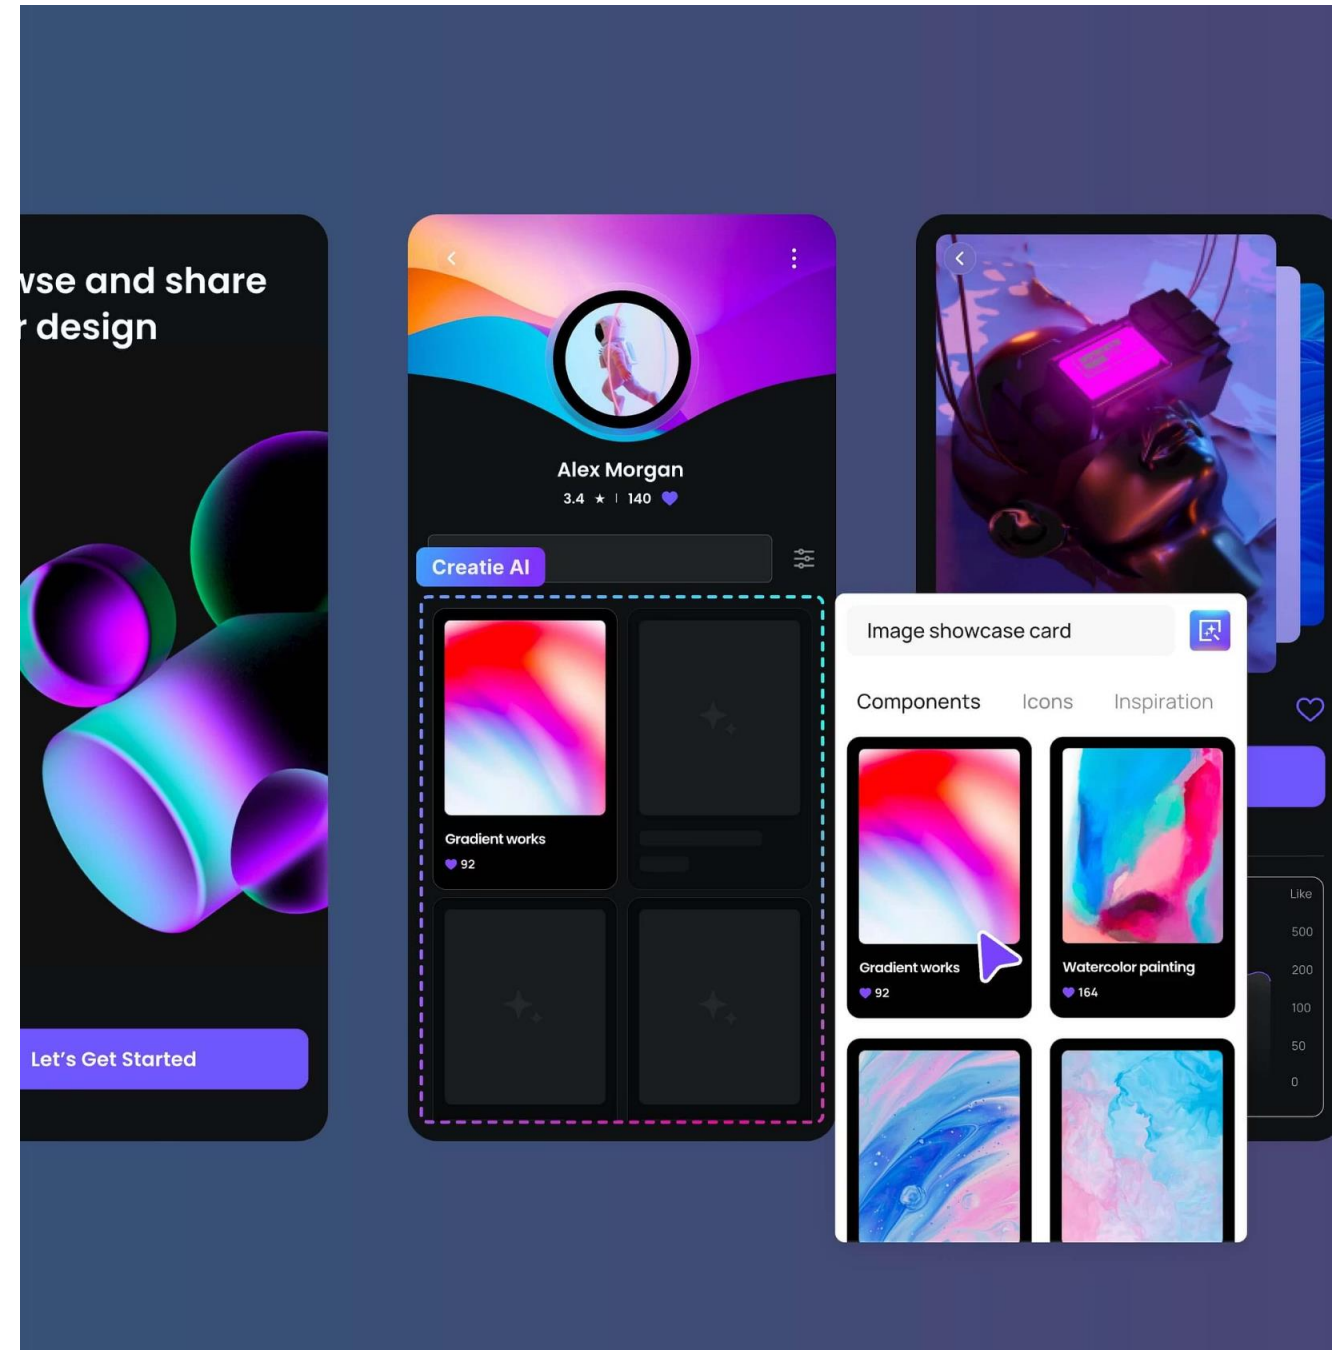 share
and
design
Let's Get Started
Alex Morgan
3.4 ★ | 140
Creatie AI
Gradient works
92
Image showcase card
Components Icons Inspiration
Gradient works
92
Watercolor painting
164
Like
500
200
100
50
0